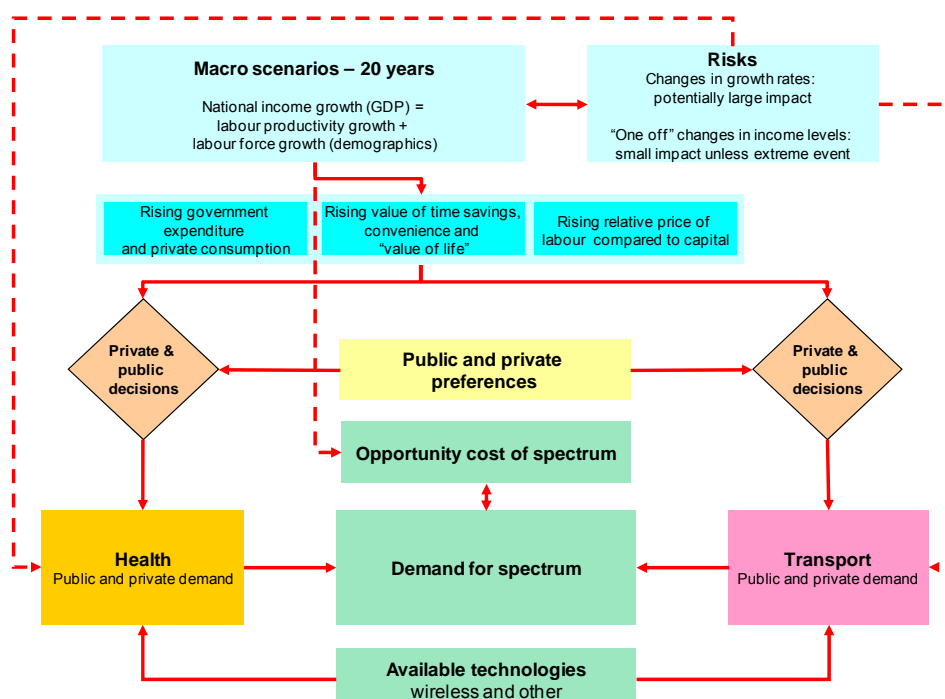 Macro scenarios – 20 years
National income growth (GDP) =
labour productivity growth +
labour force growth (demographics)
Risks
Changes in growth rates:
potentially large impact
“One off” changes in income levels:
small impact unless extreme event
Rising government
expenditure
and private consumption
Rising value of time savings,
convenience and
“value of life”
Rising relative price of
labour compared to capital
Private &
public
decisions
Public and private
preferences
Private &
public
decisions
Opportunity cost of spectrum
Health
Public and private demand
Demand for spectrum
Transport
Public and private demand
Available technologies
wireless and other